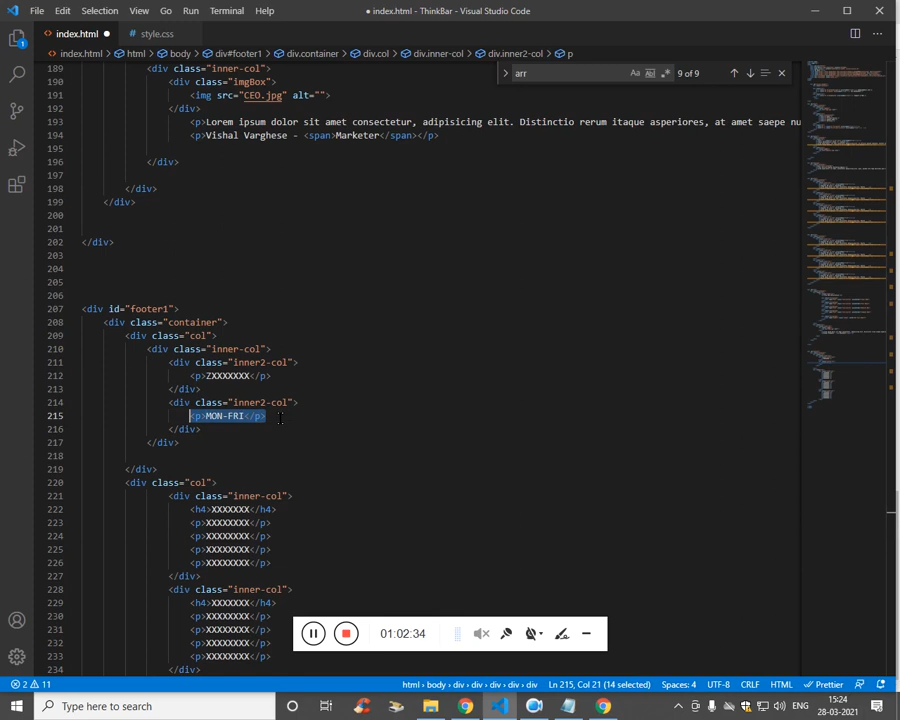 File Edit Selection View Go Run Terminal Help
● index.html - ThinkBar - Visual Studio Code
index.html ●
style.css
index.html > html > body > div#footer1 > div.container > div.col > div.inner-col > div.inner2-col > p
arr
Aa
9 of 9
189 <div class="inner-col">
190 <div class="imgBox">
191 <img src="CEO.jpg" alt="">
192 </div>
193 <p>Lorem ipsum dolor sit amet consectetur, adipisicing elit. Distinctio rerum itaque asperiores, at amet saepe nu
194 <p>Vishal Varghese - <span>Marketer</span></p>
195
196 </div>
197
198 </div>
199 </div>
200
201
202 </div>
203
204
205
206
207 <div id="footer1">
208 <div class="container">
209 <div class="col">
210 <div class="inner-col">
211 <div class="inner2-col">
212 <p>ZXXXXXXX</p>
213 </div>
214 <div class="inner2-col">
215 <p>MON-FRI</p>
216 </div>
217 </div>
218
219 </div>
220 <div class="col">
221 <div class="inner-col">
222 <h4>XXXXXXX</h4>
223 <p>XXXXXXXX</p>
224 <p>XXXXXXXX</p>
225 <p>XXXXXXXX</p>
226 <p>XXXXXXXX</p>
227 </div>
228 <div class="inner-col">
229 <h4>XXXXXXX</h4>
230 <p>XXXXXXXX</p>
231 <p>XXXXXXXX</p>
232 <p>XXXXXXXX</p>
233 <p>XXXXXXXX</p>
234 </div>
01:02:34
2 11
html > body > div > div > div > div > div
Ln 215, Col 21 (14 selected)
Spaces: 4
UTF-8
CRLF
HTML
Prettier
Type here to search
ENG
15:24
28-03-2021